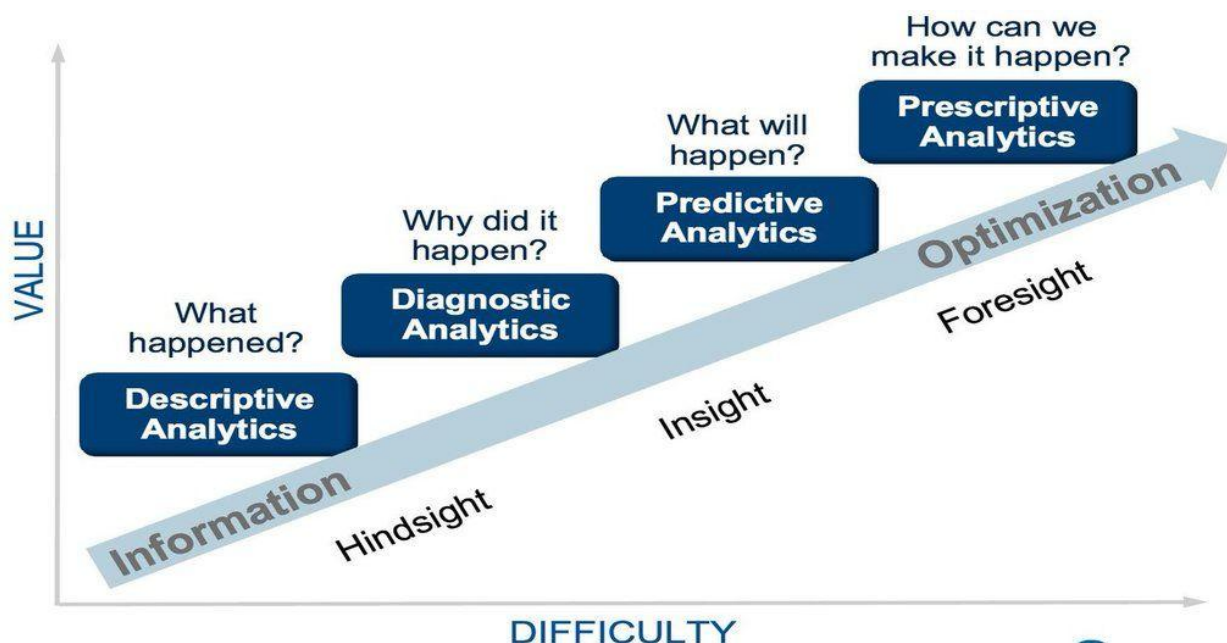 How can we
make it happen?
Prescriptive
Analytics
What will
happen?
Predictive
Analytics
Why did it
happen?
Diagnostic
Analytics
What
happened?
Descriptive
Analytics
VALUE
Information
Optimization
Hindsight
Insight
Foresight
DIFFICULTY